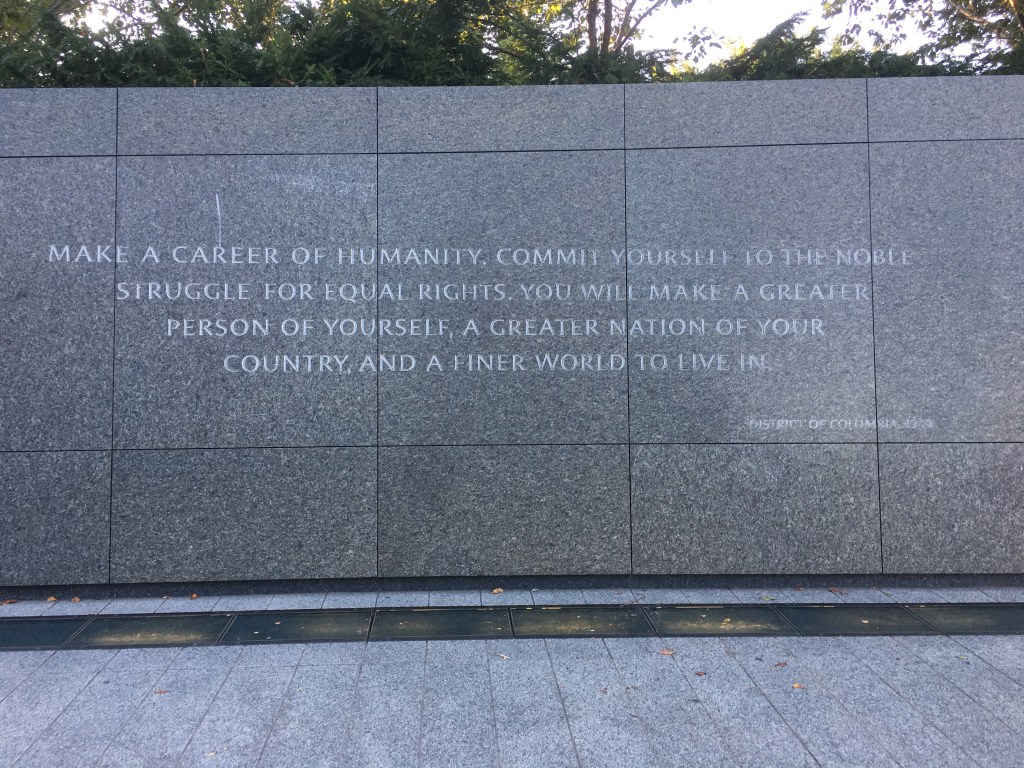 MAKE A CAREER OF HUMANITY. COMMIT YOURSELF TO THE NOBLE
STRUGGLE FOR EQUAL RIGHTS. YOU WILL MAKE A GREATER
PERSON OF YOURSELF, A GREATER NATION OF YOUR
COUNTRY, AND A FINER WORLD TO LIVE IN.
DISTRICT OF COLUMBIA, 1959